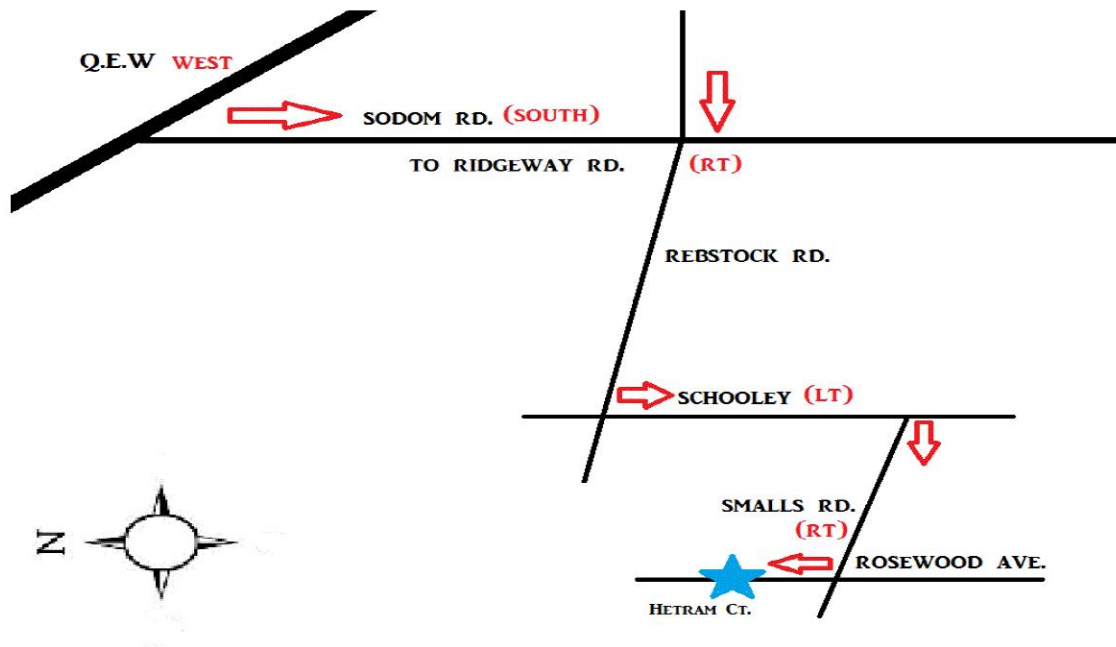 Q.E.W WEST
SODOM RD. (SOUTH)
TO RIDGEWAY RD.
(RT)
REBSTOCK RD.
SCHOOLEY (LT)
SMALLS RD.
(RT)
ROSEWOOD AVE.
HETRAM CT.
N